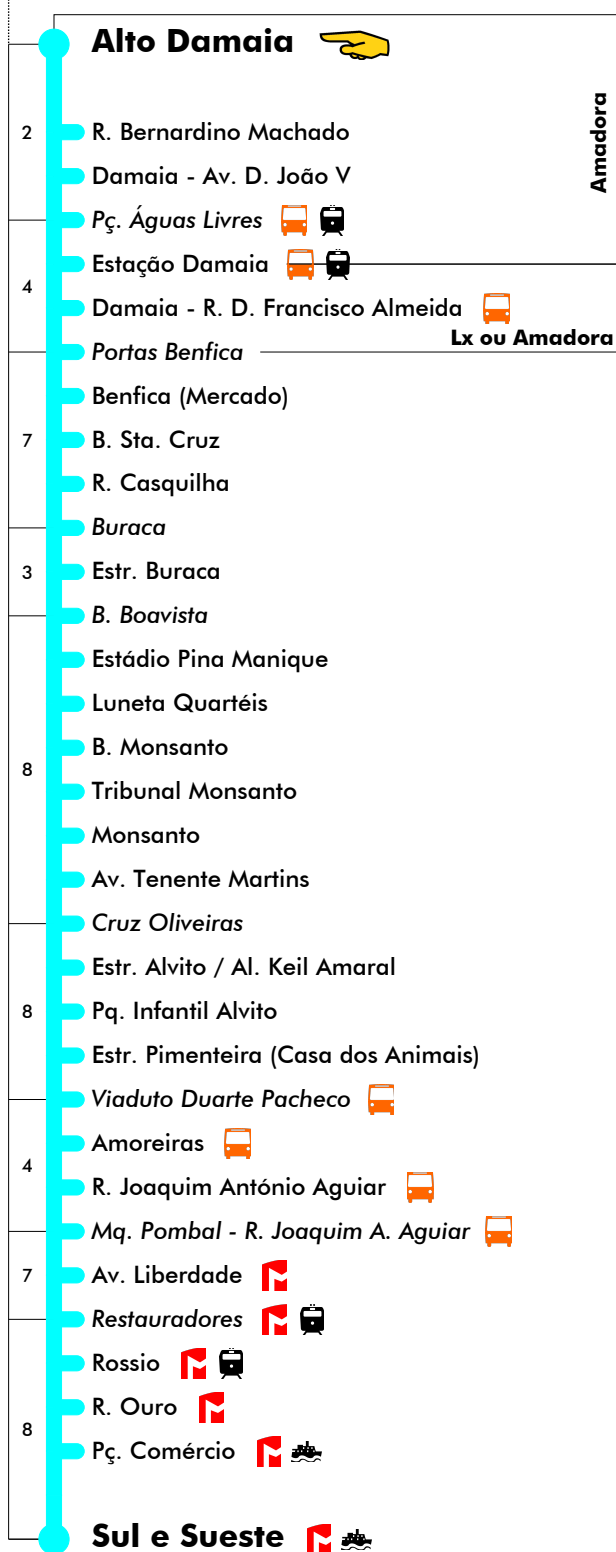 Alto Damaia
Amadora
2
R. Bernardino Machado
Damaia - Av. D. João V
Pç. Águas Livres
Estação Damaia
4
Damaia - R. D. Francisco Almeida
Lx ou Amadora
Portas Benfica
Benfica (Mercado)
7
B. Sta. Cruz
R. Casquilha
Buraca
3
Estr. Buraca
B. Boavista
Estádio Pina Manique
Luneta Quartéis
B. Monsanto
8
Tribunal Monsanto
Monsanto
Av. Tenente Martins
Cruz Oliveiras
Estr. Alvito / Al. Keil Amaral
8
Pq. Infantil Alvito
Estr. Pimenteira (Casa dos Animais)
Viaduto Duarte Pacheco
Amoreiras
4
R. Joaquim António Aguiar
Mq. Pombal - R. Joaquim A. Aguiar
7
Av. Liberdade
Restauradores
Rossio
R. Ouro
8
Pç. Comércio
Sul e Sueste